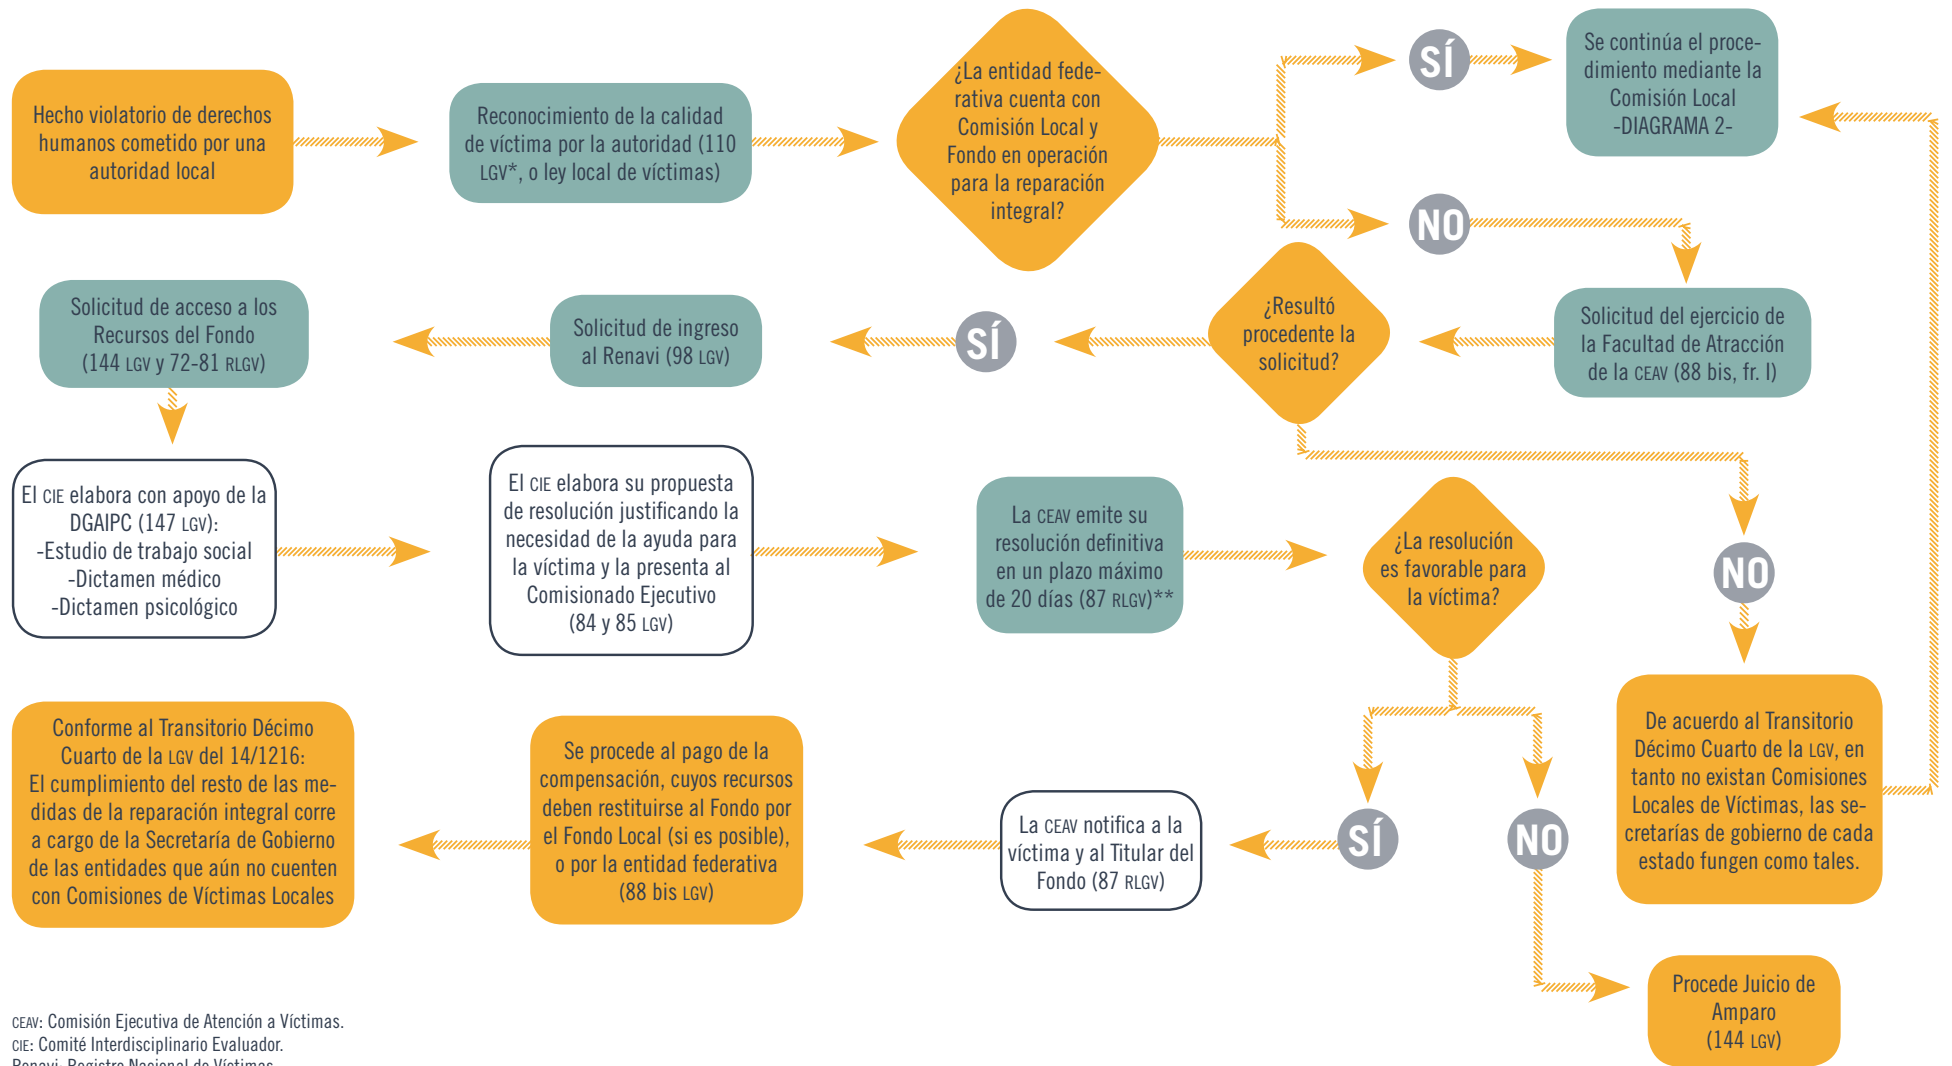 Hecho violatorio de derechos
humanos cometido por una
autoridad local
Reconocimiento de la calidad
de víctima por la autoridad (110
LGV*, o ley local de víctimas)
¿La entidad fede-
rativa cuenta con
Comisión Local y
Fondo en operación
para la reparación
integral?
SÍ
Se continúa el proce-
dimiento mediante la
Comisión Local
-DIAGRAMA 2-
NO
Solicitud del ejercicio de
la Facultad de Atracción
de la CEAV (88 bis, fr. I)
¿Resultó
procedente la
solicitud?
SÍ
Solicitud de ingreso
al Renavi (98 LGV)
Solicitud de acceso a los
Recursos del Fondo
(144 LGV y 72-81 RLGV)
El CIE elabora con apoyo de la
DGAIPC (147 LGV):
-Estudio de trabajo social
-Dictamen médico
-Dictamen psicológico
El CIE elabora su propuesta
de resolución justificando la
necesidad de la ayuda para
la víctima y la presenta al
Comisionado Ejecutivo
(84 y 85 LGV)
La CEAV emite su
resolución definitiva
en un plazo máximo
de 20 días (87 RLGV)**
¿La resolución
es favorable para
la víctima?
NO
De acuerdo al Transitorio
Décimo Cuarto de la LGV, en
tanto no existan Comisiones
Locales de Víctimas, las se-
cretarías de gobierno de cada
estado fungen como tales.
SÍ
NO
La CEAV notifica a la
víctima y al Titular del
Fondo (87 RLGV)
Se procede al pago de la
compensación, cuyos recursos
deben restituirse al Fondo por
el Fondo Local (si es posible),
o por la entidad federativa
(88 bis LGV)
Conforme al Transitorio Décimo
Cuarto de la LGV del 14/1216:
El cumplimiento del resto de las me-
didas de la reparación integral corre
a cargo de la Secretaría de Gobierno
de las entidades que aún no cuenten
con Comisiones de Víctimas Locales
Procede Juicio de
Amparo
(144 LGV)
CEAV: Comisión Ejecutiva de Atención a Víctimas.
CIE: Comité Interdisciplinario Evaluador.
Renavi: Registro Nacional de Víctimas.